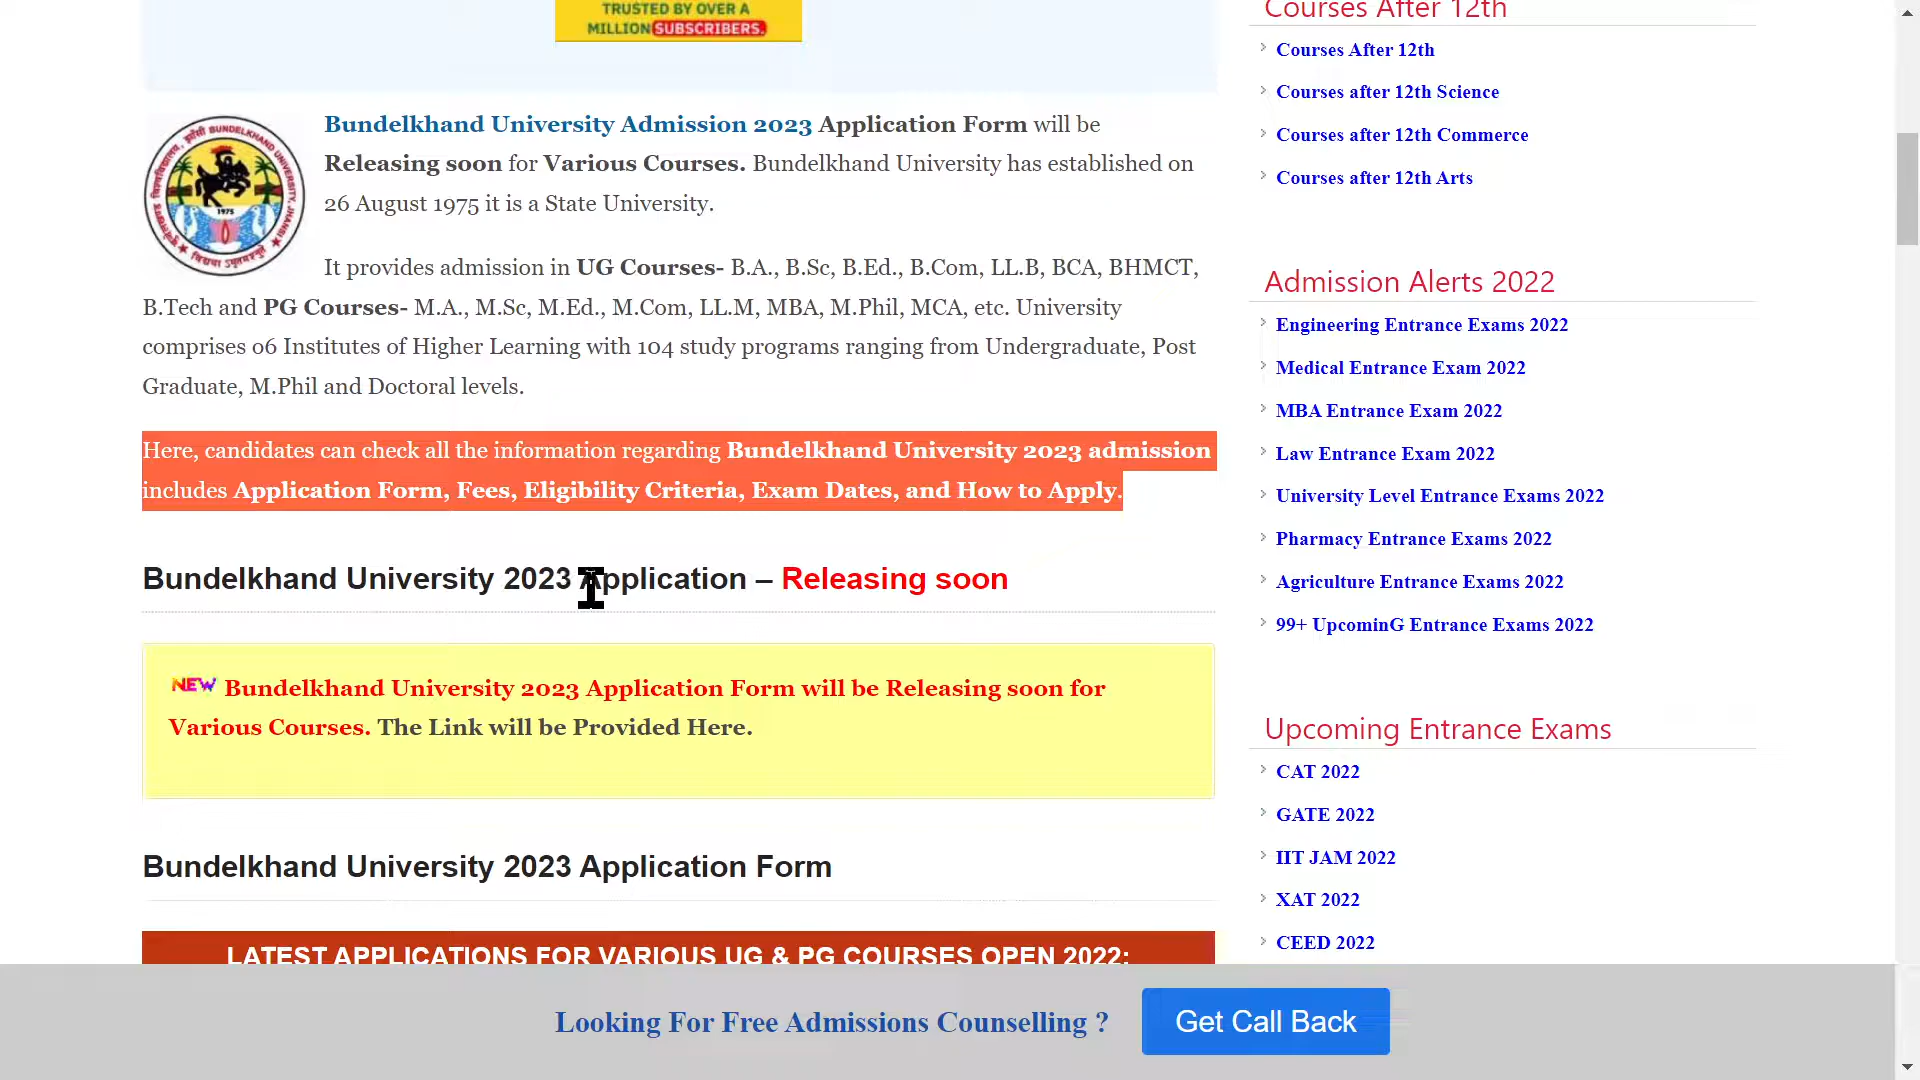 TRUSTED BY OVER A
MILLION SUBSCRIBERS.
Bundelkhand University Admission 2023 Application Form will be
Releasing soon for Various Courses. Bundelkhand University has established on
26 August 1975 it is a State University.
1975
It provides admission in UG Courses- B.A., B.Sc, B.Ed., B.Com, LL.B, BCA, BHMCT,
B.Tech and PG Courses- M.A., M.Sc, M.Ed., M.Com, LL.M, MBA, M.Phil, MCA, etc. University
comprises 06 Institutes of Higher Learning with 104 study programs ranging from Undergraduate, Post
Graduate, M.Phil and Doctoral levels.
Here, candidates can check all the information regarding Bundelkhand University 2023 admission
includes Application Form, Fees, Eligibility Criteria, Exam Dates, and How to Apply.
Bundelkhand University 2023 Application – Releasing soon
NEW Bundelkhand University 2023 Application Form will be Releasing soon for
Various Courses. The Link will be Provided Here.
Bundelkhand University 2023 Application Form
LATEST APPLICATIONS FOR VARIOUS UG & PG COURSES OPEN 2022:
Courses After 12th
Courses After 12th
Courses after 12th Science
Courses after 12th Commerce
Courses after 12th Arts
Admission Alerts 2022
Engineering Entrance Exams 2022
Medical Entrance Exam 2022
MBA Entrance Exam 2022
Law Entrance Exam 2022
University Level Entrance Exams 2022
Pharmacy Entrance Exams 2022
Agriculture Entrance Exams 2022
99+ UpcominG Entrance Exams 2022
Upcoming Entrance Exams
CAT 2022
GATE 2022
IIT JAM 2022
XAT 2022
CEED 2022
Looking For Free Admissions Counselling ?
Get Call Back